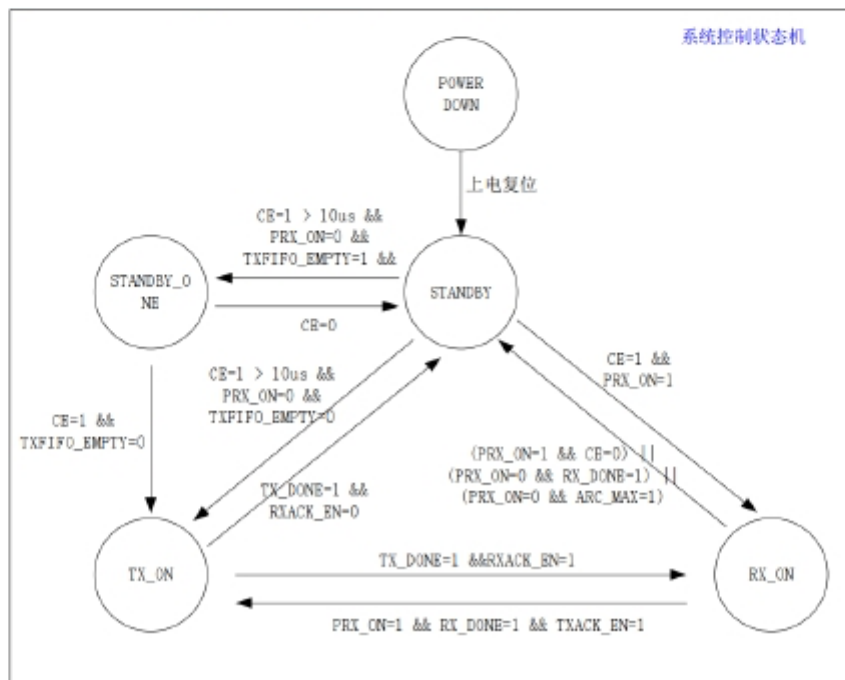 系统控制状态机
POWER
DOWN
上电复位
CE=1 > 10us &&
PRX_ON=0 &&
TXFIFO_EMPTY=1 &&
STANDBY_O
NE
STANDBY
CE=0
CE=1 > 10us &&
PRX_ON=0 &&
TXFIFO_EMPTY=0
CE=1 &&
PRX_ON=1
CE=1 &&
TXFIFO_EMPTY=0
(PRX_ON=1 && CE=0) ||
(PRX_ON=0 && RX_DONE=1) ||
(PRX_ON=0 && ARC_MAX=1)
TX_DONE=1 &&
RXACK_EN=0
TX_ON
TX_DONE=1 &&RXACK_EN=1
RX_ON
PRX_ON=1 && RX_DONE=1 && TXACK_EN=1